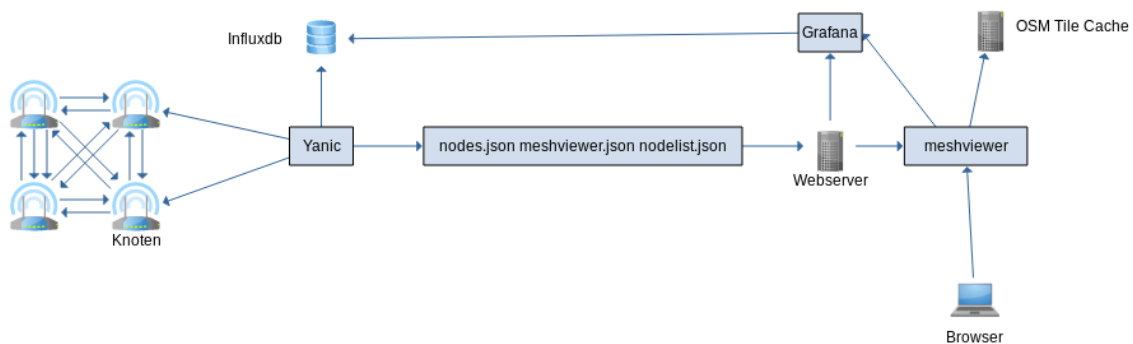 Influxdb
Grafana
OSM Tile Cache
Yanic
nodes.json meshviewer.json nodelist.json
meshviewer
Webserver
Knoten
Browser